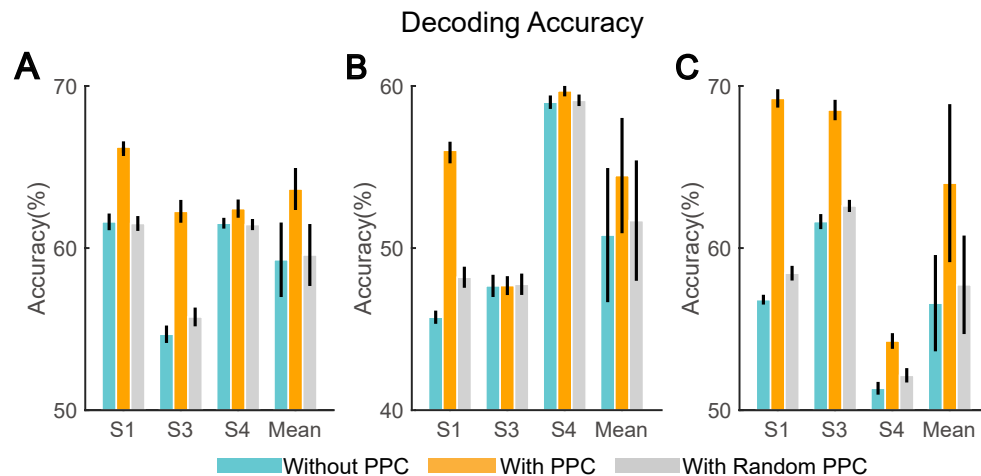 Decoding Accuracy
A
B
C
Accuracy(%)
70
60
50
S1 S3 S4 Mean
Accuracy(%)
60
50
40
S1 S3 S4 Mean
Accuracy(%)
70
60
50
S1 S3 S4 Mean
Without PPC With PPC With Random PPC